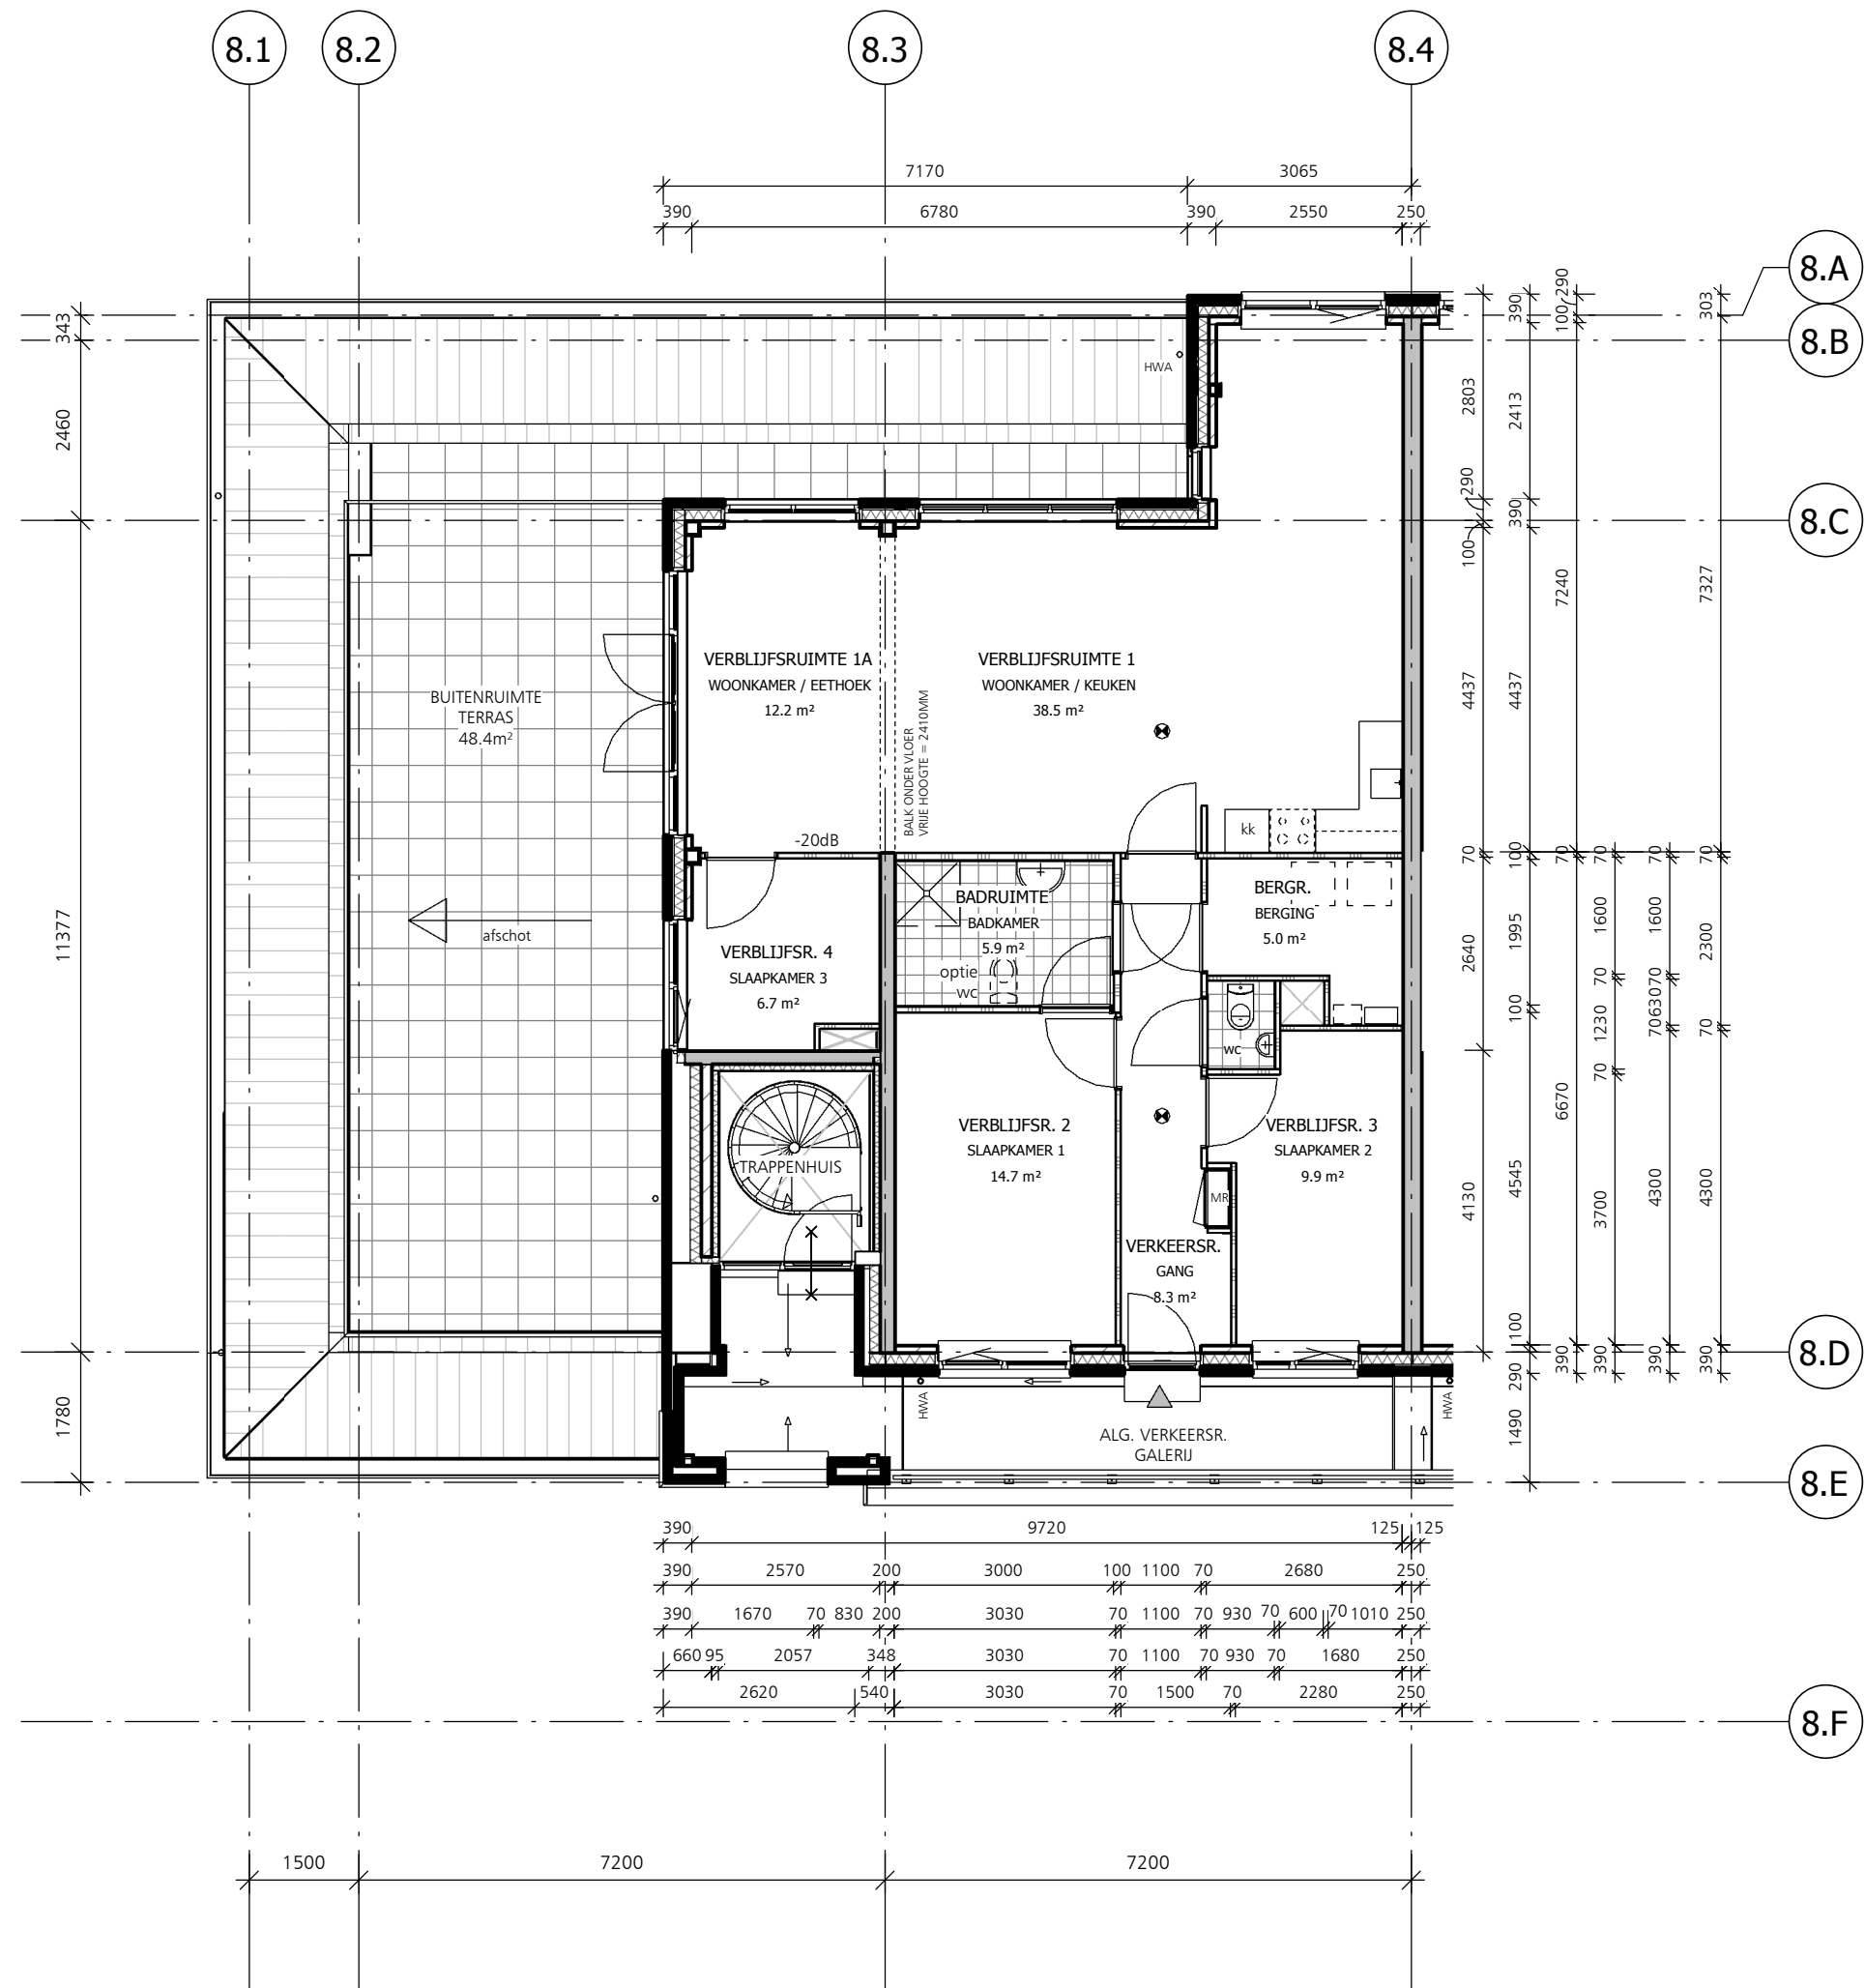 8.1 8.2 8.3 8.4
7170 3065
390 6780 390 2550 250
8.A
8.B
8.C
8.D
8.E
8.F
343
2460
11377
1780
HWA
VERBLIJFSRUIMTE 1A
WOONKAMER / EETHOEK
12.2 m²
VERBLIJFSRUIMTE 1
WOONKAMER / KEUKEN
38.5 m²
BUITENRUIMTE
TERRAS
48.4m²
BALK ONDER VLOER
VRIJE HOOGTE = 2410MM
-20dB
kk
afschot
VERBLIJFSR. 4
SLAAPKAMER 3
6.7 m²
BADRUIMTE
BADKAMER
5.9 m²
optie
wc
BERGR.
BERGING
5.0 m²
wc
TRAPPENHUIS
VERBLIJFSR. 2
SLAAPKAMER 1
14.7 m²
VERBLIJFSR. 3
SLAAPKAMER 2
9.9 m²
MR
VERKEERSR.
GANG
8.3 m²
HWA
HWA
ALG. VERKEERSR.
GALERIJ
2803
290
100
4437
70
2640
4130
390
2413
390
4437
100
1995
100
4545
100
290
1490
290
100
7240
70
6670
390
70
1600
70
1230
70
3700
390
70
1600
70
630
70
4300
390
303
7327
70
2300
70
4300
390
390 9720 125 125
390 2570 200 3000 100 1100 70 2680 250
390 1670 70 830 200 3030 70 1100 70 930 70 600 70 1010 250
660 95 2057 348 3030 70 1100 70 930 70 1680 250
2620 540 3030 70 1500 70 2280 250
1500 7200 7200